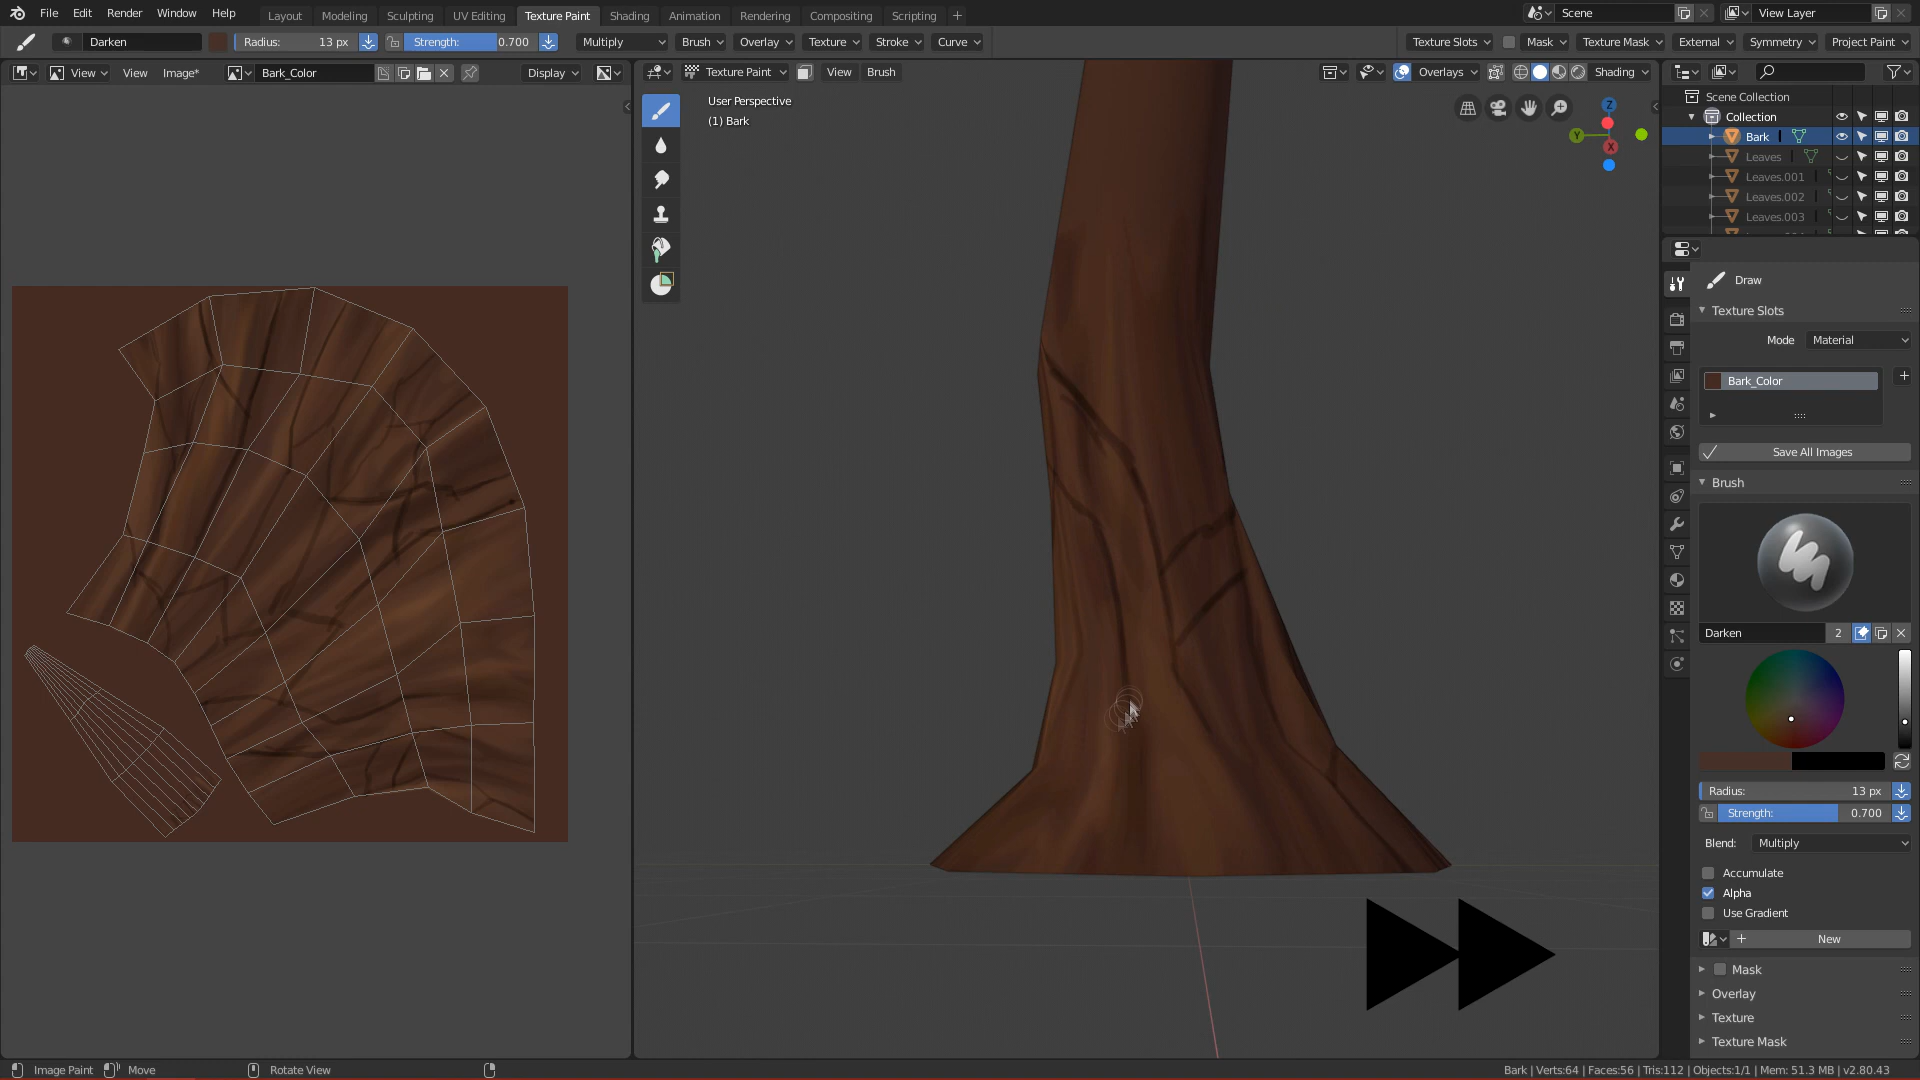 File Edit Render Window Help Layout Modeling Sculpting UV Editing Texture Paint Shading Animation Rendering Compositing Scripting + Scene View Layer
Darken Radius: 13 px Strength: 0.700 Multiply Brush Overlay Texture Stroke Curve Texture Slots Mask Texture Mask External Symmetry Project Paint
View View Image* Bark_Color Display Texture Paint View Brush Overlays Shading
User Perspective
(1) Bark
Z
Y
X
Scene Collection
Collection
Bark
Leaves
Leaves.001
Leaves.002
Leaves.003
Draw
Texture Slots
Mode Material
Bark_Color
Save All Images
Brush
Darken 2
Radius: 13 px
Strength: 0.700
Blend: Multiply
Accumulate
Alpha
Use Gradient
New
Mask
Overlay
Texture
Texture Mask
Image Paint Move Rotate View Bark | Verts:64 | Faces:56 | Tris:112 | Objects:1/1 | Mem: 51.3 MB | v2.80.43